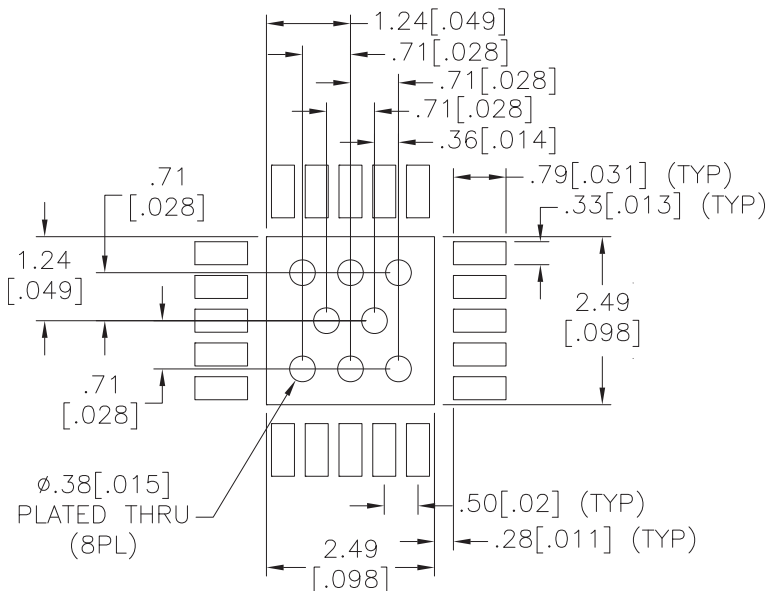 1.24[.049]
.71[.028]
.71[.028]
.71[.028]
.36[.014]
.71
[.028]
.79[.031] (TYP)
.33[.013] (TYP)
1.24
[.049]
2.49
[.098]
.71
[.028]
ø.38[.015]
PLATED THRU
(8PL)
.50[.02] (TYP)
.28[.011] (TYP)
2.49
[.098]